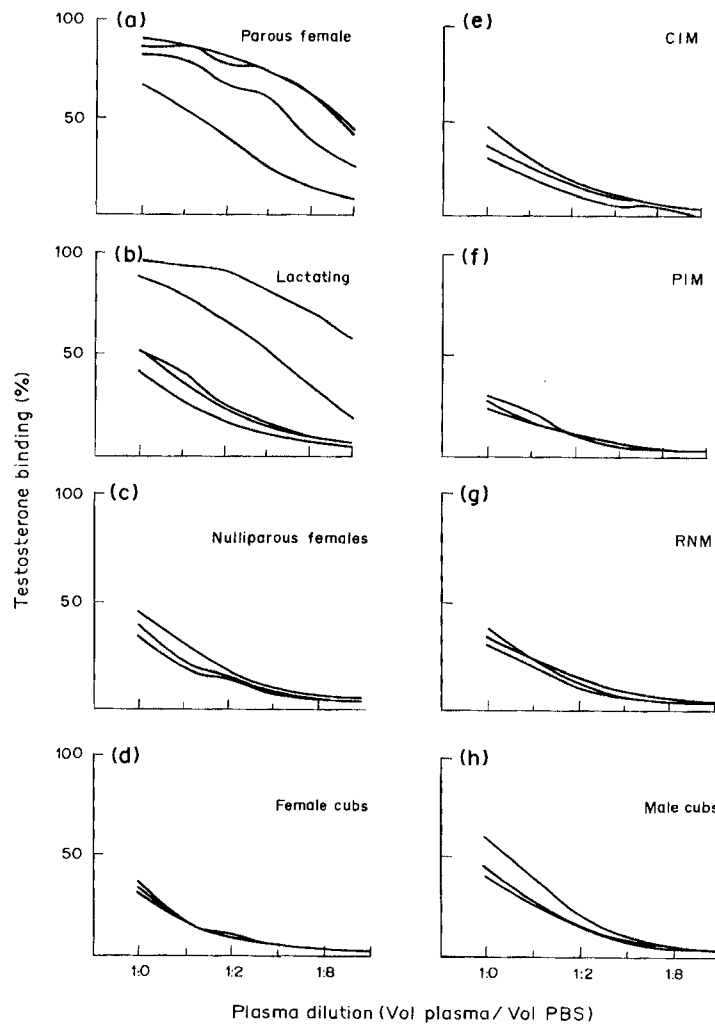 Testosterone binding (%)
100
50
(a)
Parous female
100
50
(b)
Lactating
100
50
(c)
Nulliparous females
100
50
(d)
Female cubs
1:0
1:2
1:8
(e)
CIM
(f)
PIM
(g)
RNM
(h)
Male cubs
1:0
1:2
1:8
Plasma dilution (Vol plasma/Vol PBS)